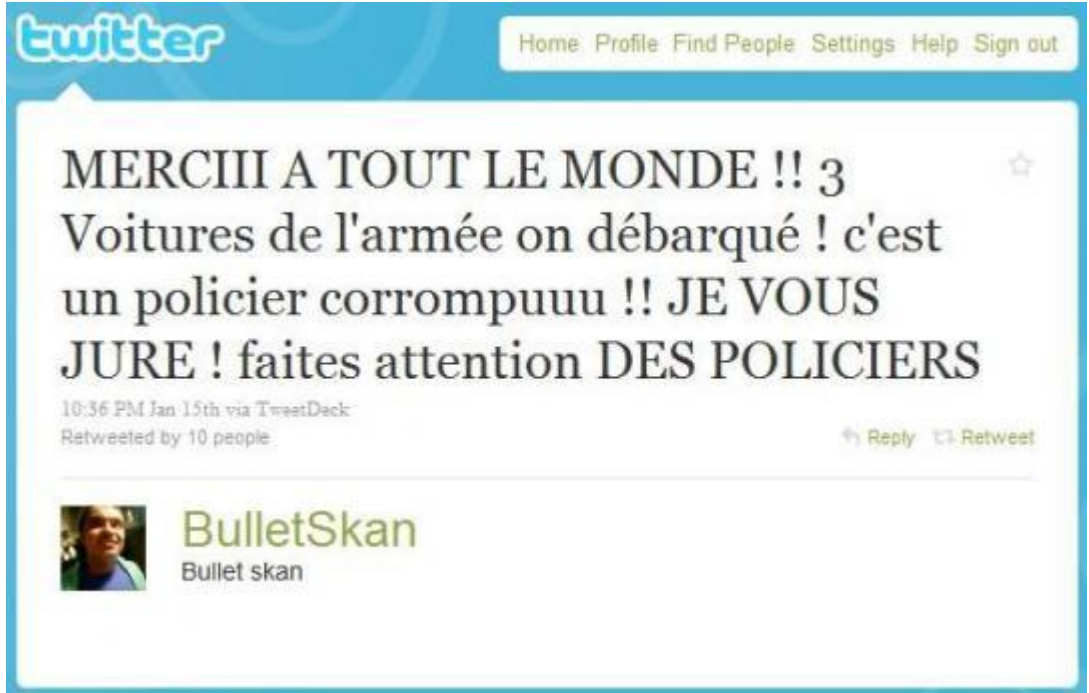 twitter
Home Profile Find People Settings Help Sign out
MERCIII A TOUT LE MONDE !! 3
Voitures de l'armée on débarqué ! c'est
un policier corrompuuu !! JE VOUS
JURE ! faites attention DES POLICIERS
10:36 PM Jan 15th via TweetDeck
Retweeted by 10 people
Reply Retweet
BulletSkan
Bullet skan